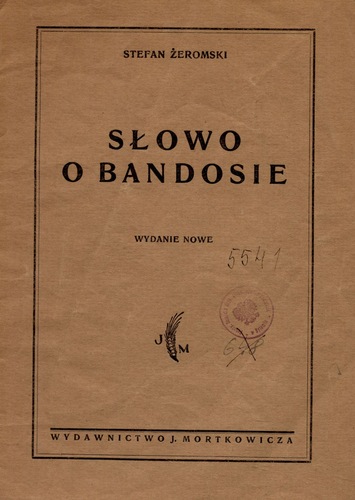 STEFAN ŻEROMSKI
SŁOWO
O BANDOSIE
WYDANIE NOWE
5541
J M
WYDAWNICTWO J. MORTKOWICZA